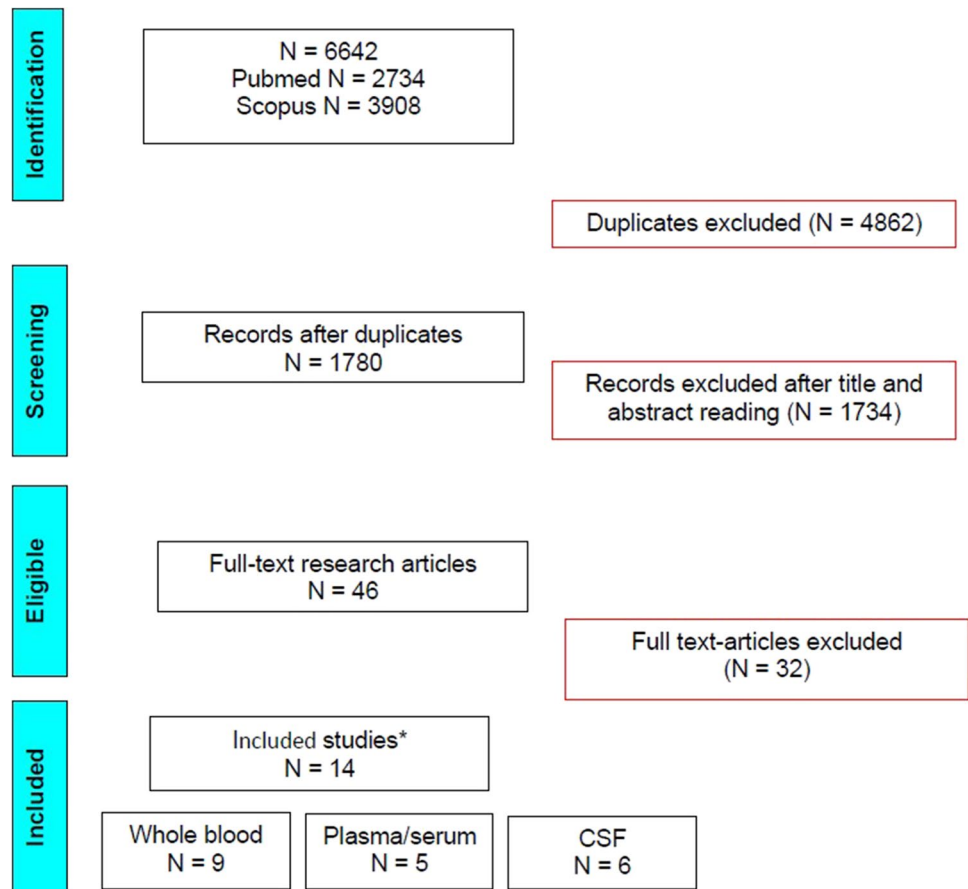 Identification
N = 6642
Pubmed N = 2734
Scopus N = 3908
Duplicates excluded (N = 4862)
Screening
Records after duplicates
N = 1780
Records excluded after title and
abstract reading (N = 1734)
Eligible
Full-text research articles
N = 46
Full text-articles excluded
(N = 32)
Included
Included studies*
N = 14
Whole blood
N = 9
Plasma/serum
N = 5
CSF
N = 6